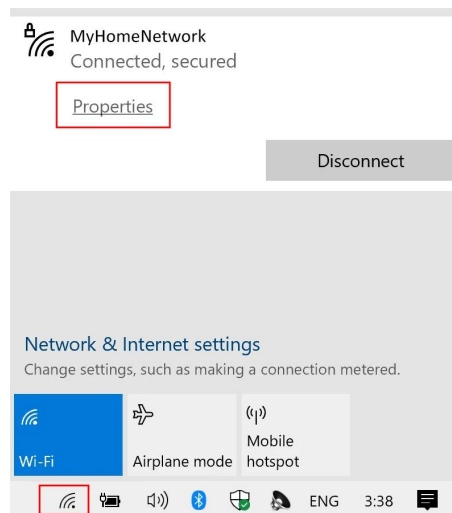 MyHomeNetwork
Connected, secured
Properties
Disconnect
Network & Internet settings
Change settings, such as making a connection metered.
Wi-Fi
Airplane mode
Mobile
hotspot
ENG 3:38